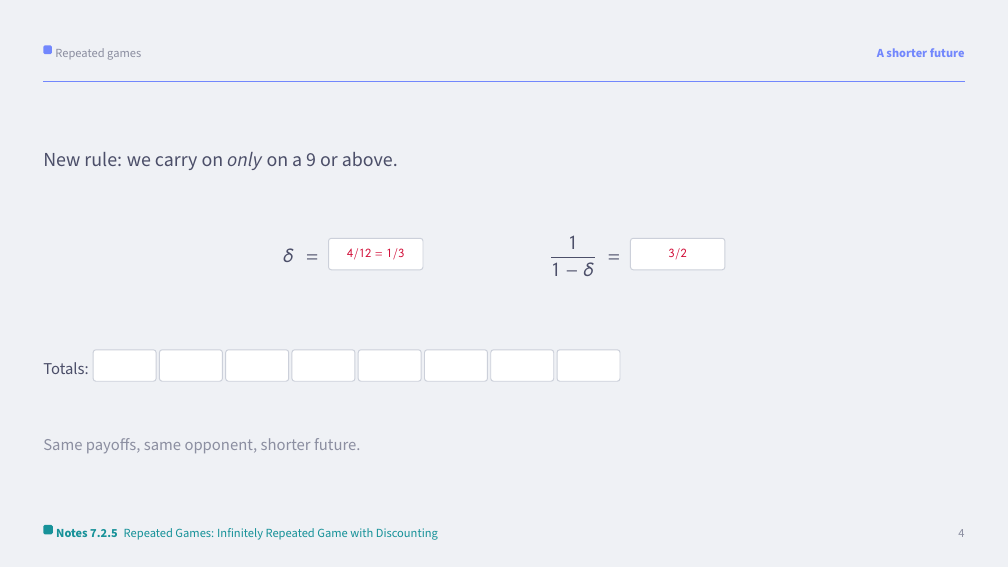 Repeated games
A shorter future
New rule: we carry on only on a 9 or above.
δ = 4/12 = 1/3
1
1 − δ = 3/2
Totals:
Same payoffs, same opponent, shorter future.
Notes 7.2.5 Repeated Games: Infinitely Repeated Game with Discounting
4